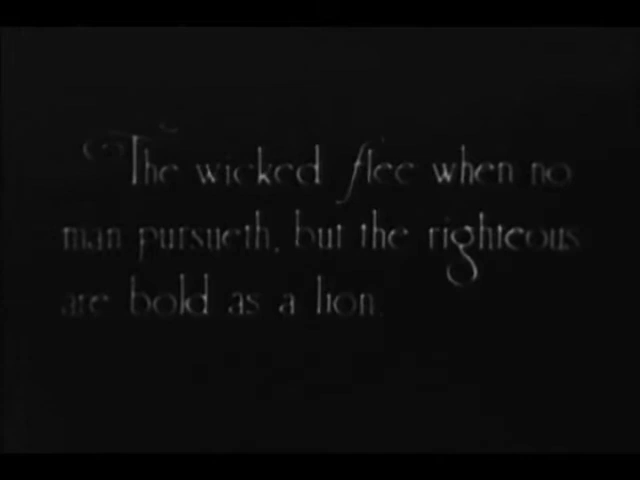 The wicked flee when no
man pursueth, but the righteous
are bold as a lion.